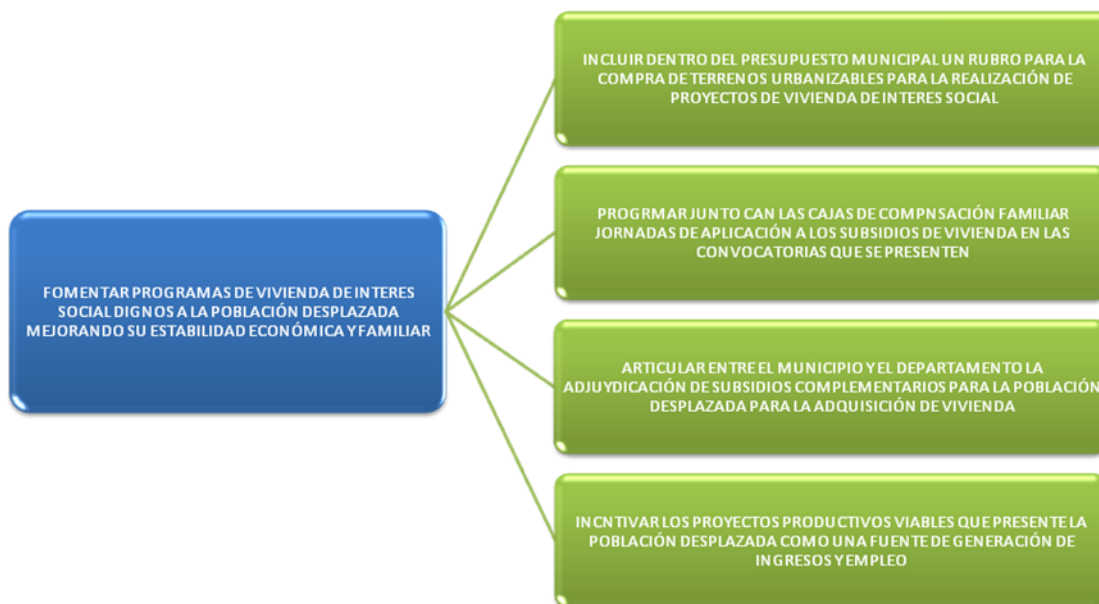 INCLUIR DENTRO DEL PRESUPUESTO MUNICIPAL UN RUBRO PARA LA
COMPRA DE TERRENOS URBANIZABLES PARA LA REALIZACIÓN DE
PROYECTOS DE VIVIENDA DE INTERES SOCIAL
PROGRMAR JUNTO CAN LAS CAJAS DE COMPNSACIÓN FAMILIAR
JORNADAS DE APLICACIÓN A LOS SUBSIDIOS DE VIVIENDA EN LAS
CONVOCATORIAS QUE SE PRESENTEN
FOMENTAR PROGRAMAS DE VIVIENDA DE INTERES
SOCIAL DIGNOS A LA POBLACIÓN DESPLAZADA
MEJORANDO SU ESTABILIDAD ECONÓMICA Y FAMILIAR
ARTICULAR ENTRE EL MUNICIPIO Y EL DEPARTAMENTO LA
ADJUYDICACIÓN DE SUBSIDIOS COMPLEMENTARIOS PARA LA POBLACIÓN
DESPLAZADA PARA LA ADQUISICIÓN DE VIVIENDA
INCNTIVAR LOS PROYECTOS PRODUCTIVOS VIABLES QUE PRESENTE LA
POBLACIÓN DESPLAZADA COMO UNA FUENTE DE GENERACIÓN DE
INGRESOS Y EMPLEO